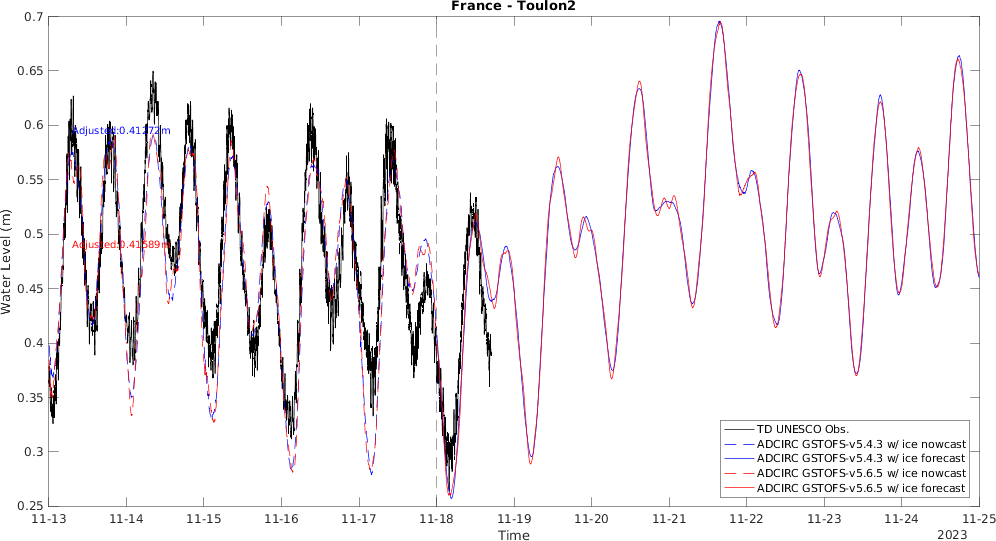 France - Toulon2
0.7
0.65
0.6
0.55
0.5
0.45
0.4
0.35
0.3
0.25
Water Level (m)
Adjusted:0.41272m
Adjusted:0.41589m
TD UNESCO Obs.
ADCIRC GSTOFS-v5.4.3 w/ ice nowcast
ADCIRC GSTOFS-v5.4.3 w/ ice forecast
ADCIRC GSTOFS-v5.6.5 w/ ice nowcast
ADCIRC GSTOFS-v5.6.5 w/ ice forecast
11-13 11-14 11-15 11-16 11-17 11-18 11-19 11-20 11-21 11-22 11-23 11-24 11-25
Time
2023